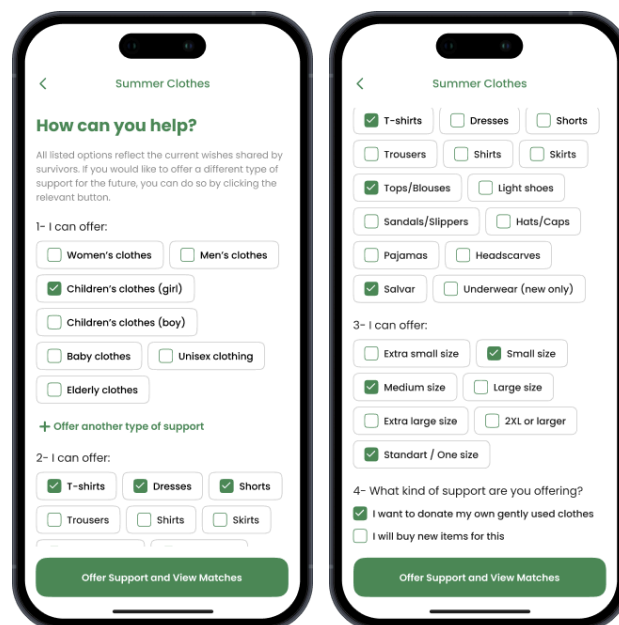 Summer Clothes
How can you help?
All listed options reflect the current wishes shared by
survivors. If you would like to offer a different type of
support for the future, you can do so by clicking the
relevant button.
1- I can offer:
Women's clothes Men's clothes
Children's clothes (girl)
Children's clothes (boy)
Baby clothes Unisex clothing
Elderly clothes
+ Offer another type of support
2- I can offer:
T-shirts Dresses Shorts
Trousers Shirts Skirts
Offer Support and View Matches
Summer Clothes
T-shirts Dresses Shorts
Trousers Shirts Skirts
Tops/Blouses Light shoes
Sandals/Slippers Hats/Caps
Pajamas Headscarves
Salvar Underwear (new only)
3- I can offer:
Extra small size Small size
Medium size Large size
Extra large size 2XL or larger
Standart / One size
4- What kind of support are you offering?
I want to donate my own gently used clothes
I will buy new items for this
Offer Support and View Matches